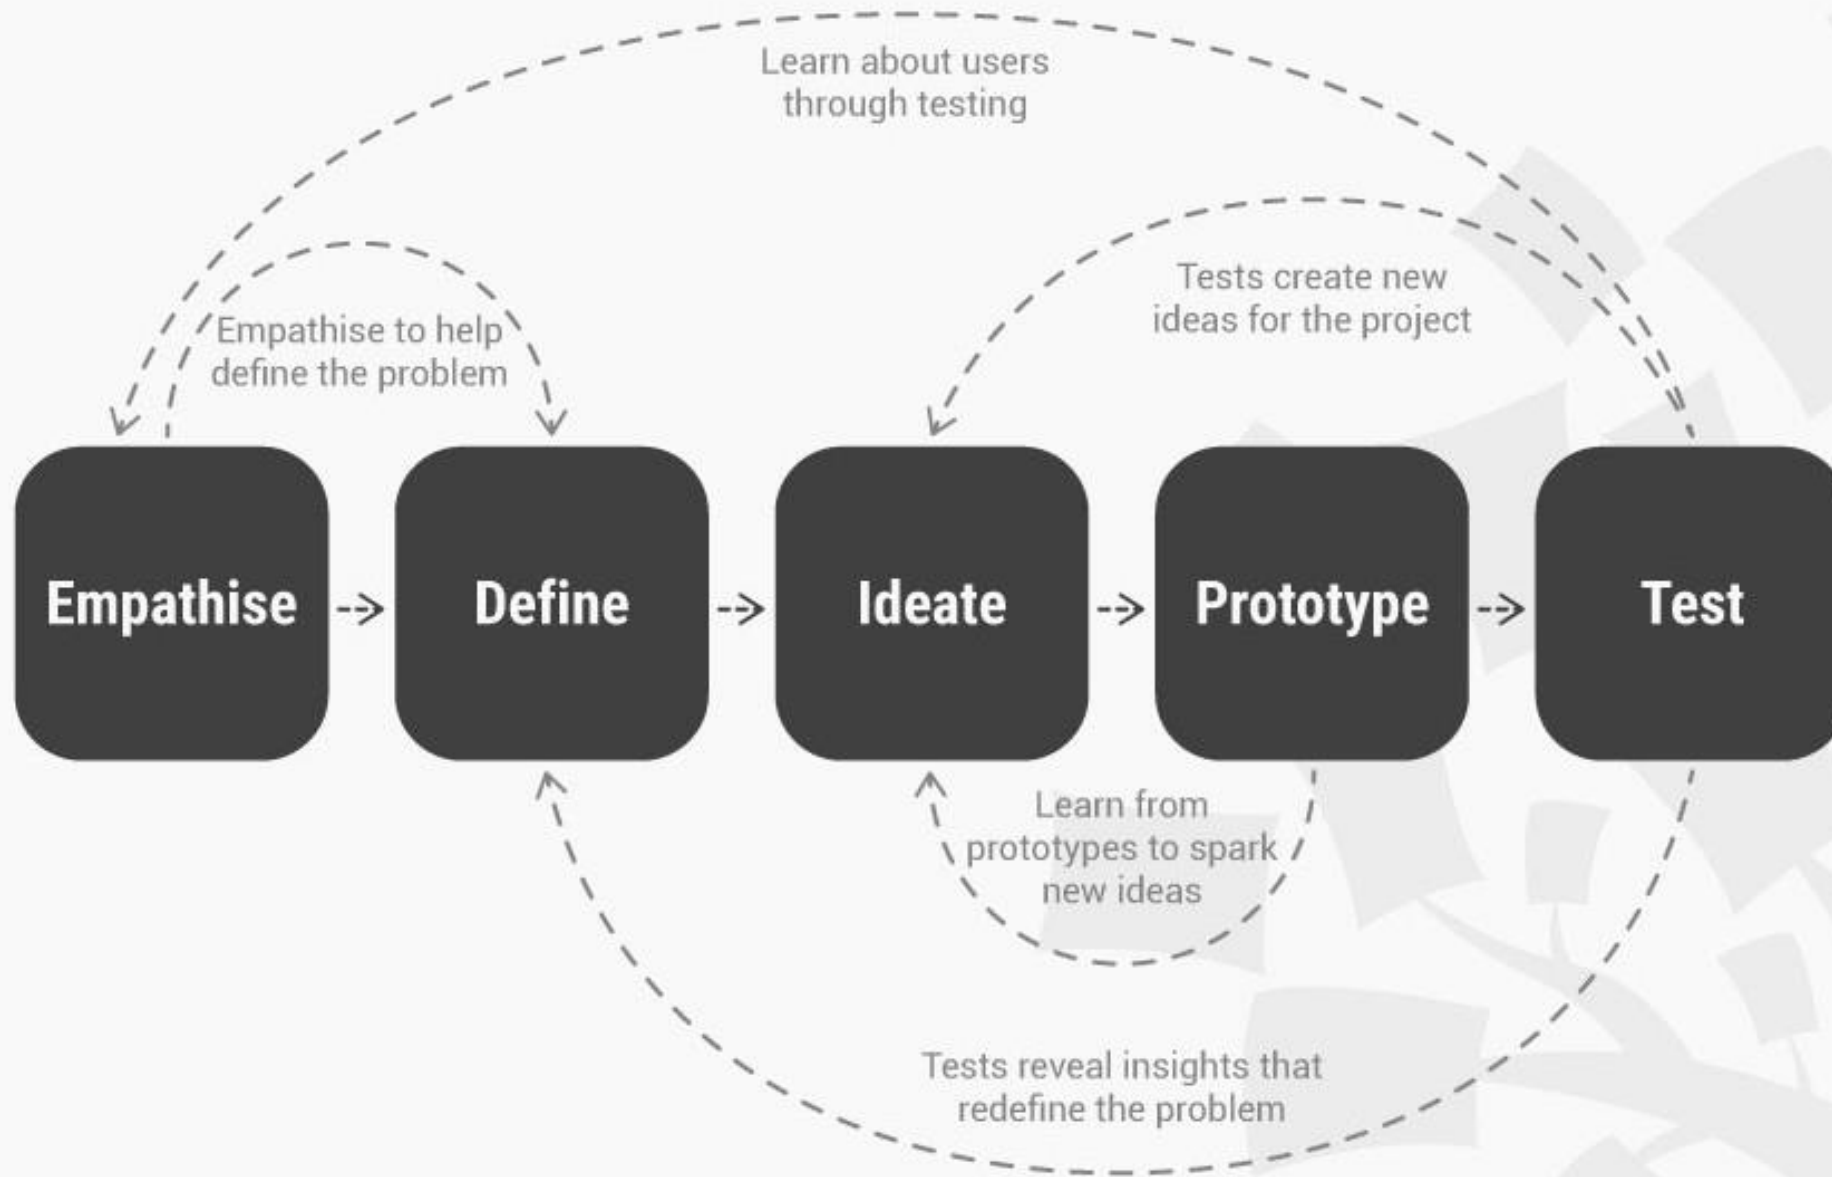 Learn about users
through testing
Tests create new
ideas for the project
Empathise to help
define the problem
Empathise
Define
Ideate
Prototype
Test
Learn from
prototypes to spark
new ideas
Tests reveal insights that
redefine the problem